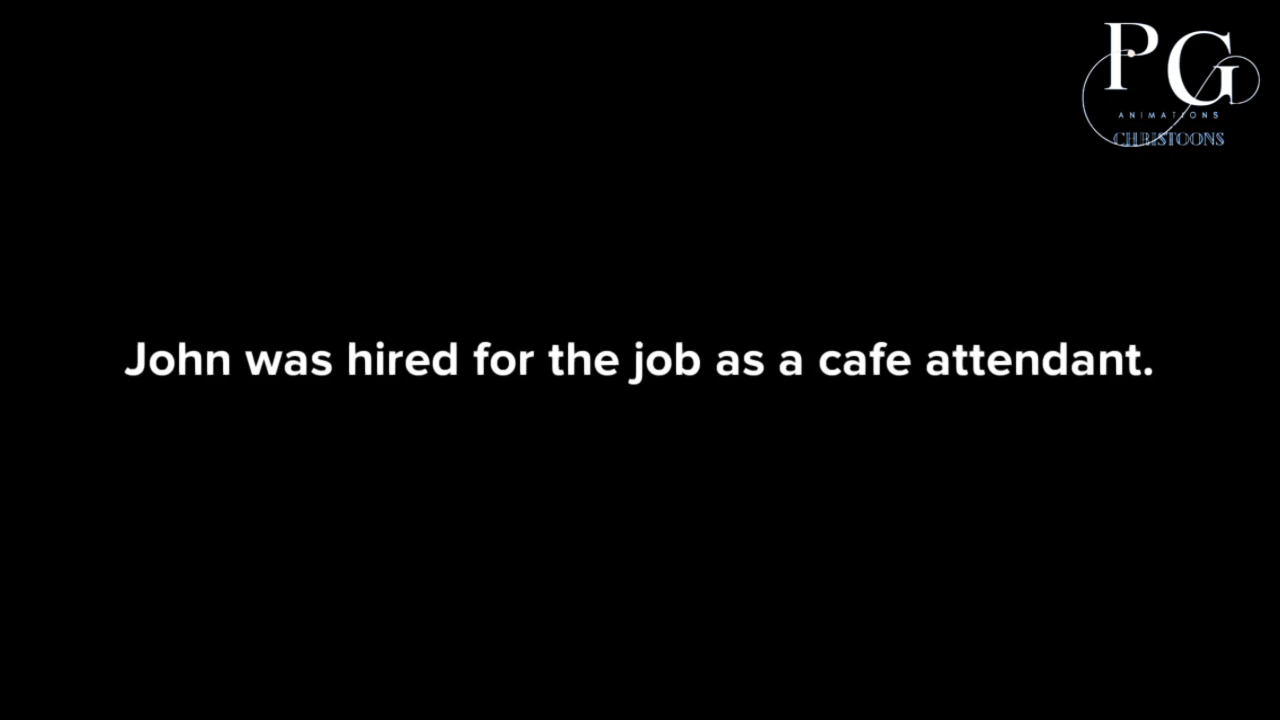 PG
ANIMATIONS
CHRISTOONS
John was hired for the job as a cafe attendant.